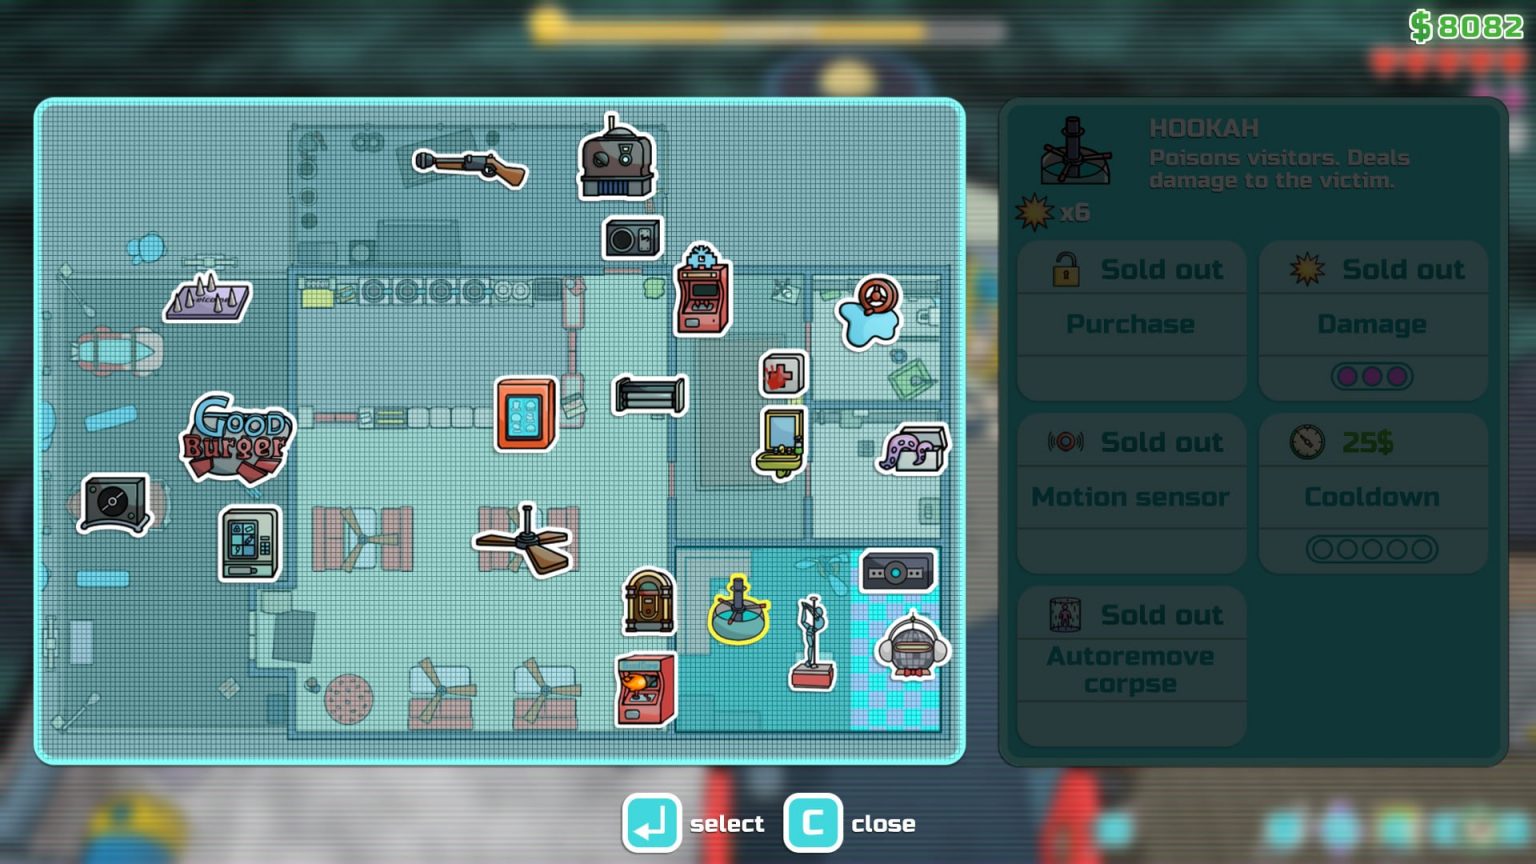 $8082
HOOKAH
Poisons visitors. Deals
damage to the victim.
x6
Sold out
Purchase
Sold out
Damage
Sold out
Motion sensor
25$
Cooldown
Sold out
Autoremove
corpse
Welcome
GOOD
Burger
select
C close